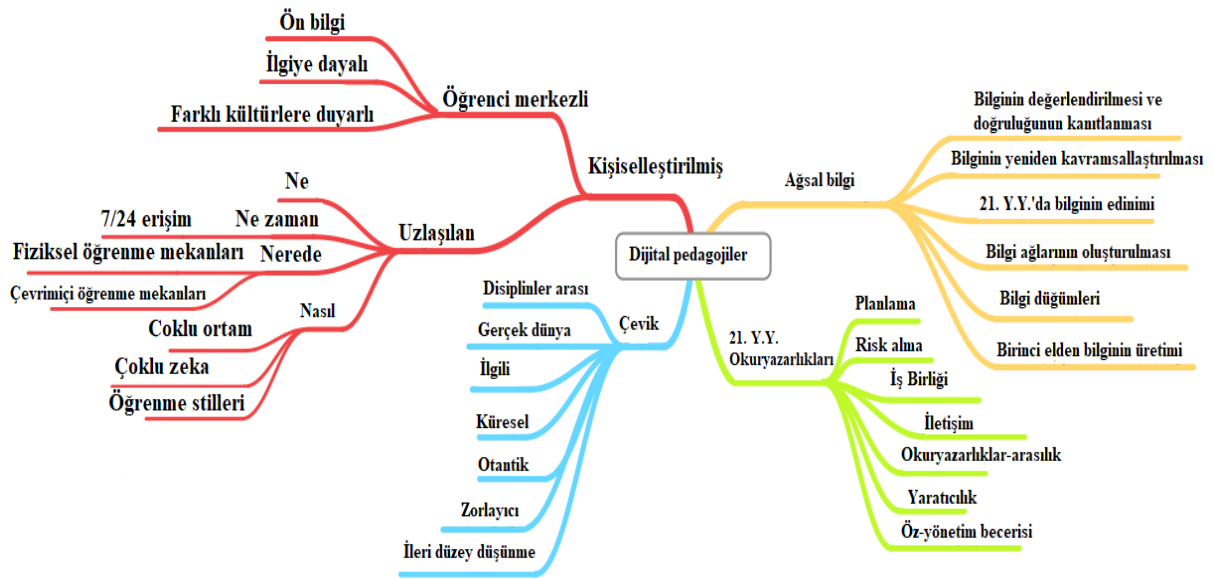 Ön bilgi
İlgiye dayalı
Farklı kültürlere duyarlı
Öğrenci merkezli
Kişiselleştirilmiş
Ne
7/24 erişim
Ne zaman
Uzlaşılan
Fiziksel öğrenme mekanları
Nerede
Çevrimiçi öğrenme mekanları
Nasıl
Coklu ortam
Çoklu zeka
Öğrenme stilleri
Dijital pedagojiler
Disiplinler arası
Çevik
Gerçek dünya
İlgili
Küresel
Otantik
Zorlayıcı
İleri düzey düşünme
Ağsal bilgi
Bilginin değerlendirilmesi ve
doğruluğunun kanıtlanması
Bilginin yeniden kavramsallaştırılması
21. Y.Y.'da bilginin edinimi
Bilgi ağlarının oluşturulması
Bilgi düğümleri
Birinci elden bilginin üretimi
21. Y.Y.
Okuryazarlıkları
Planlama
Risk alma
İş Birliği
İletişim
Okuryazarlıklar-arasılık
Yaratıcılık
Öz-yönetim becerisi